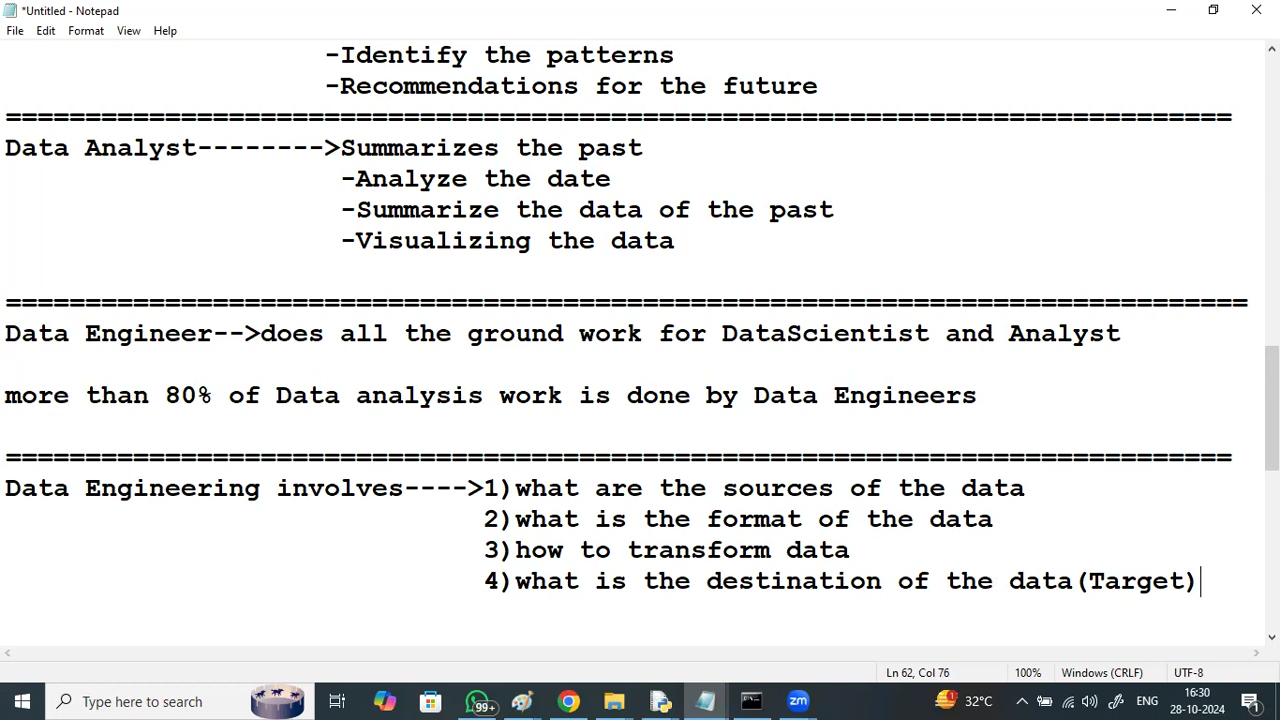 *Untitled - Notepad
File Edit Format View Help
-Identify the patterns
-Recommendations for the future
=============================================================================
Data Analyst-------->Summarizes the past
-Analyze the date
-Summarize the data of the past
-Visualizing the data
==============================================================================
Data Engineer-->does all the ground work for DataScientist and Analyst
more than 80% of Data analysis work is done by Data Engineers
=============================================================================
Data Engineering involves---->1)what are the sources of the data
2)what is the format of the data
3)how to transform data
4)what is the destination of the data(Target)
Ln 62, Col 76 100% Windows (CRLF) UTF-8
Type here to search 99+ zm 1 32°C ENG 16:30
28-10-2024 1